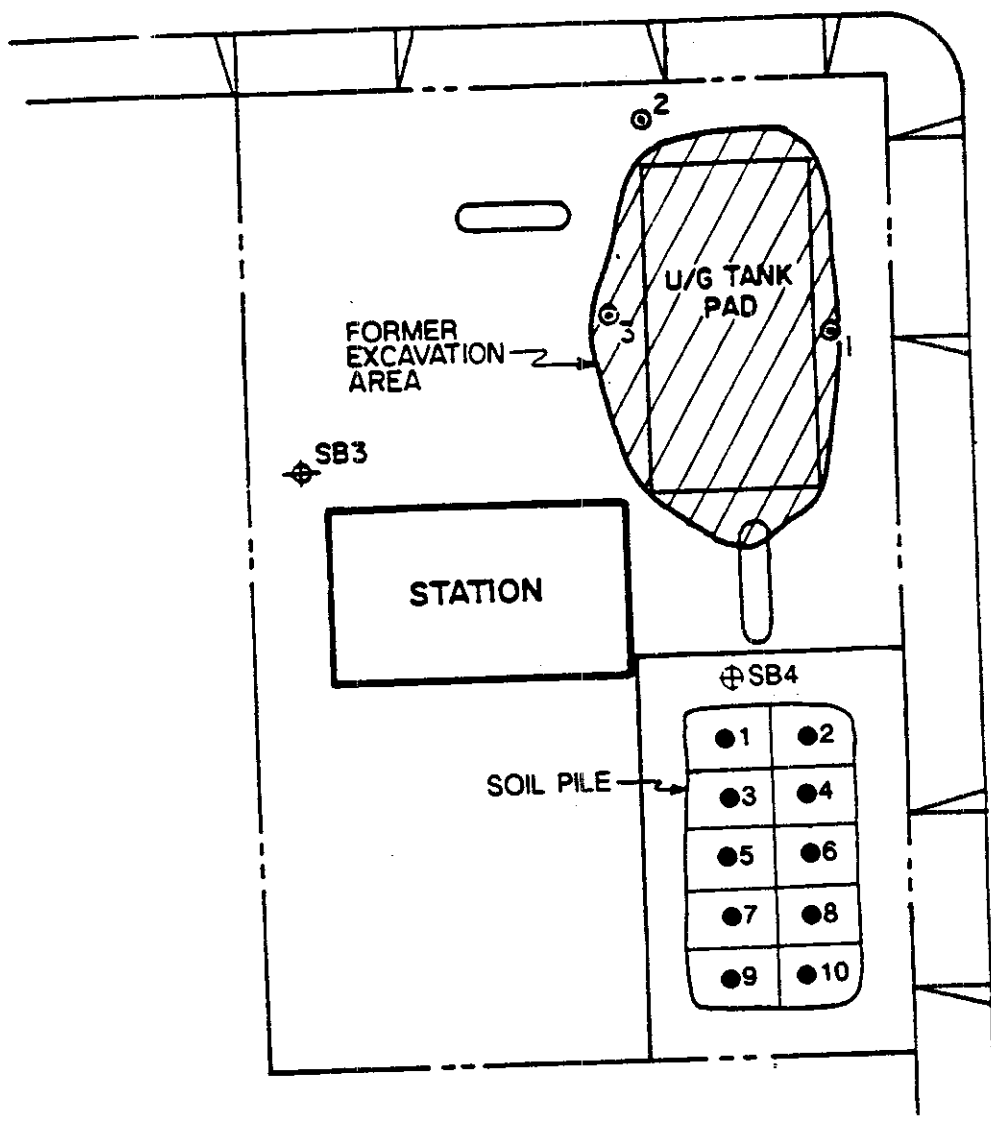 2
U/G TANK
PAD
3
1
FORMER
EXCAVATION
AREA
SB3
STATION
SB4
1
2
SOIL PILE
3
4
5
6
7
8
9
10